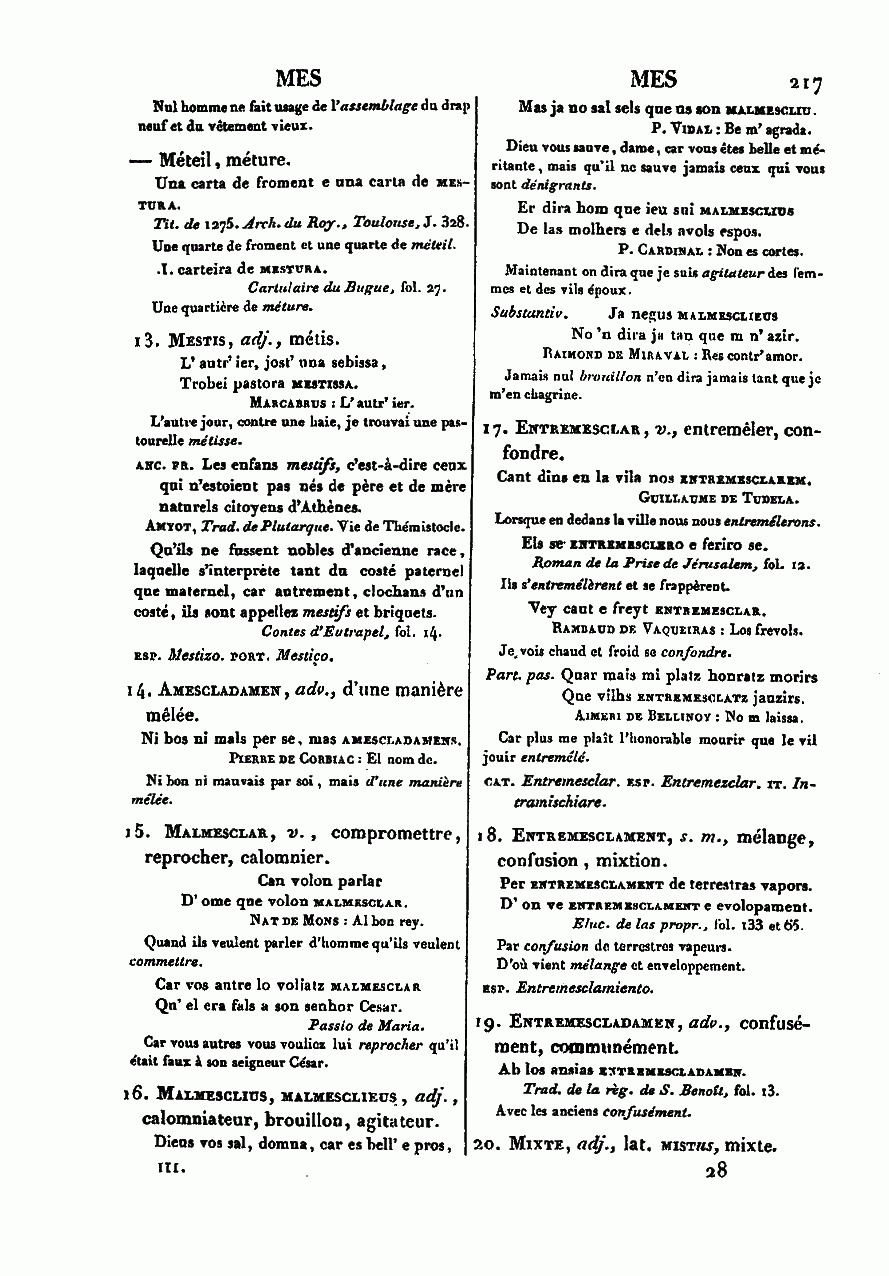 MES
MES 217
Nul homme ne fait usage de l'assemblage du drap
neuf et du vêtement vieux.
— Méteil, méture.
Una carta de froment e una carta de MES-
TURA.
Tit. de 1275. Arch. du Roy., Toulouse, J. 328.
Une quarte de froment et une quarte de méteil.
.I. carteira de MESTURA.
Cartulaire du Bugue, fol. 27.
Une quartière de méture.
13. MESTIS, adj., métis.
L' autr' ier, jost' una sebissa,
Trobei pastora MESTISSA.
MARCABRUS : L' autr' ier.
L'autre jour, contre une haie, je trouvai une pas-
tourelle métisse.
ANC. FR. Les enfans mestifs, c'est-à-dire ceux
qui n'estoient pas nés de père et de mère
naturels citoyens d'Athènes.
AMYOT, Trad. de Plutarque. Vie de Thémistocle.
Qu'ils ne fussent nobles d'ancienne race,
laquelle s'interprète tant du costé paternel
que maternel, car autrement, clochans d'un
costé, ils sont appellez mestifs et briquets.
Contes d'Eutrapel, fol. 14.
ESP. Mestizo. PORT. Mestiço.
14. AMESCLADAMEN, adv., d'une manière
mêlée.
Ni bos ni mals per se, mas AMESCLADAMENS.
PIERRE DE CORBIAC : El nom de.
Ni bon ni mauvais par soi, mais d'une manière
mêlée.
15. MALMESCLAR, v., compromettre,
reprocher, calomnier.
Can volon parlar
D' ome que volon MALMESCLAR.
NAT DE MONS : Al bon rey.
Quand ils veulent parler d'homme qu'ils veulent
commettre.
Car vos autre lo voliatz MALMESCLAR
Qu' el era fals a son senhor Cesar.
Passio de Maria.
Car vous autres vous vouliez lui reprocher qu'il
était faux à son seigneur César.
16. MALMESCLIUS, MALMESCLIEUS, adj.,
calomniateur, brouillon, agitateur.
Dieus vos sal, domna, car es bell' e pros,
III.
Mas ja no sal sels que us son MALMESCLIU.
P. VIDAL : Be m' agrada.
Dieu vous sauve, dame, car vous êtes belle et mé-
ritante, mais qu'il ne sauve jamais ceux qui vous
sont dénigrants.
Er dira hom que ieu sui MALMESCLIUS
De las molhers e dels avols espos.
P. CARDINAL : Non es cortes.
Maintenant on dira que je suis agitateur des fem-
mes et des vils époux.
Substantiv. Ja negus MALMESCLIEUS
No 'n dira ja tan que m n' azir.
RAIMOND DE MIRAVAL : Res contr' amor.
Jamais nul brouillon n'en dira jamais tant que je
m'en chagrine.
17. ENTREMESCLAR, v., entremêler, con-
fondre.
Cant dins en la vila nos ENTREMESCLAREM.
GUILLAUME DE TUDELA.
Lorsque en dedans la ville nous nous entremêlerons.
Els se ENTREMESCLERO e feriro se.
Roman de la Prise de Jérusalem, fol. 12.
Ils s'entremêlèrent et se frappèrent.
Vey caut e freyt ENTREMESCLAR.
RAMBAUD DE VAQUEIRAS : Los frevols.
Je vois chaud et froid se confondre.
Part. pas. Quar mais mi platz honratz morirs
Que vilhs ENTREMESCLATZ jauzirs.
AIMERI DE BELLINOY : No m laissa.
Car plus me plaît l'honorable mourir que le vil
jouir entremêlé.
CAT. Entremesclar. ESP. Entremezclar. IT. In-
tramischiare.
18. ENTREMESCLAMENT, s. m., mélange,
confusion, mixtion.
Per ENTREMESCLAMENT de terrestras vapors.
D' on ve ENTREMESCLAMENT e evolopament.
Eluc. de las propr., fol. 133 et 65.
Par confusion de terrestres vapeurs.
D'où vient mélange et enveloppement.
ESP. Entremesclamiento.
19. ENTREMESCLADAMEN, adv., confusé-
ment, communément.
Ab los ansias ENTREMESCLADAMEN.
Trad. de la règ. de S. Benoît, fol. 13.
Avec les anciens confusément.
20. MIXTE, adj., lat. MISTUS, mixte.
28